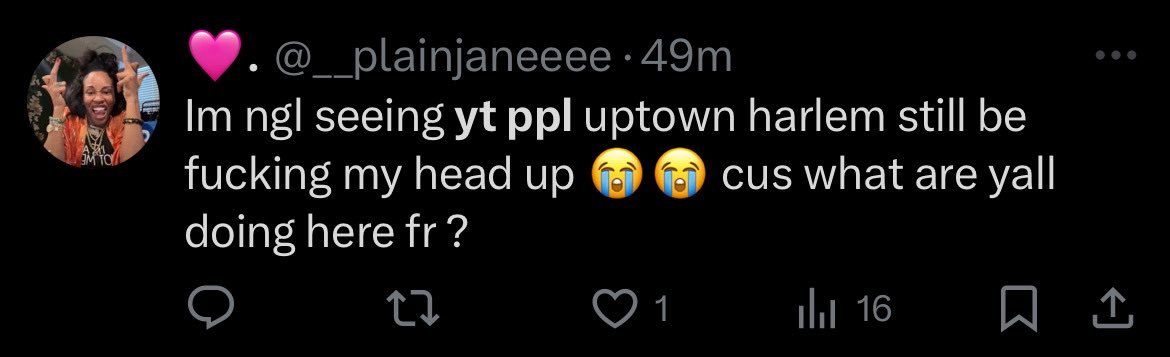 🩷. @__plainjaneeee · 49m
Im ngl seeing yt ppl uptown harlem still be
fucking my head up 😭😭 cus what are yall
doing here fr ?
1 16